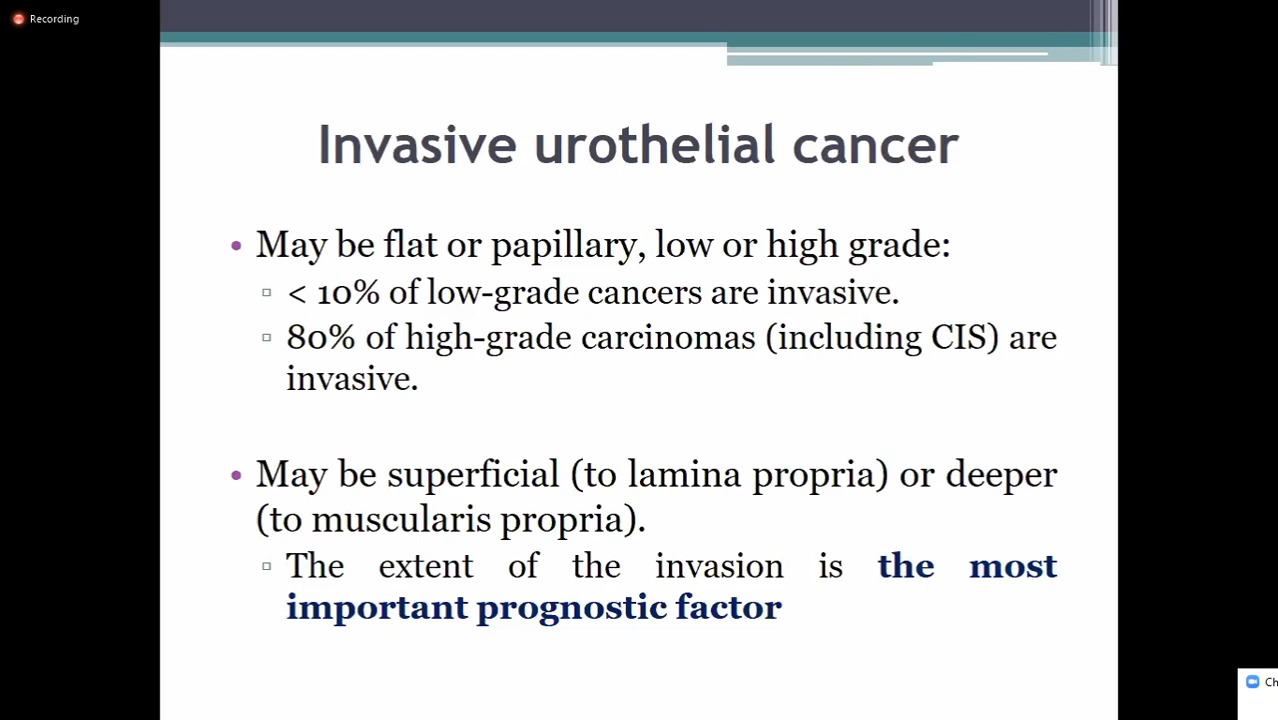 Recording
Invasive urothelial cancer
• May be flat or papillary, low or high grade:
▫ < 10% of low-grade cancers are invasive.
▫ 80% of high-grade carcinomas (including CIS) are
invasive.
• May be superficial (to lamina propria) or deeper
(to muscularis propria).
▫ The extent of the invasion is the most
important prognostic factor
Ch